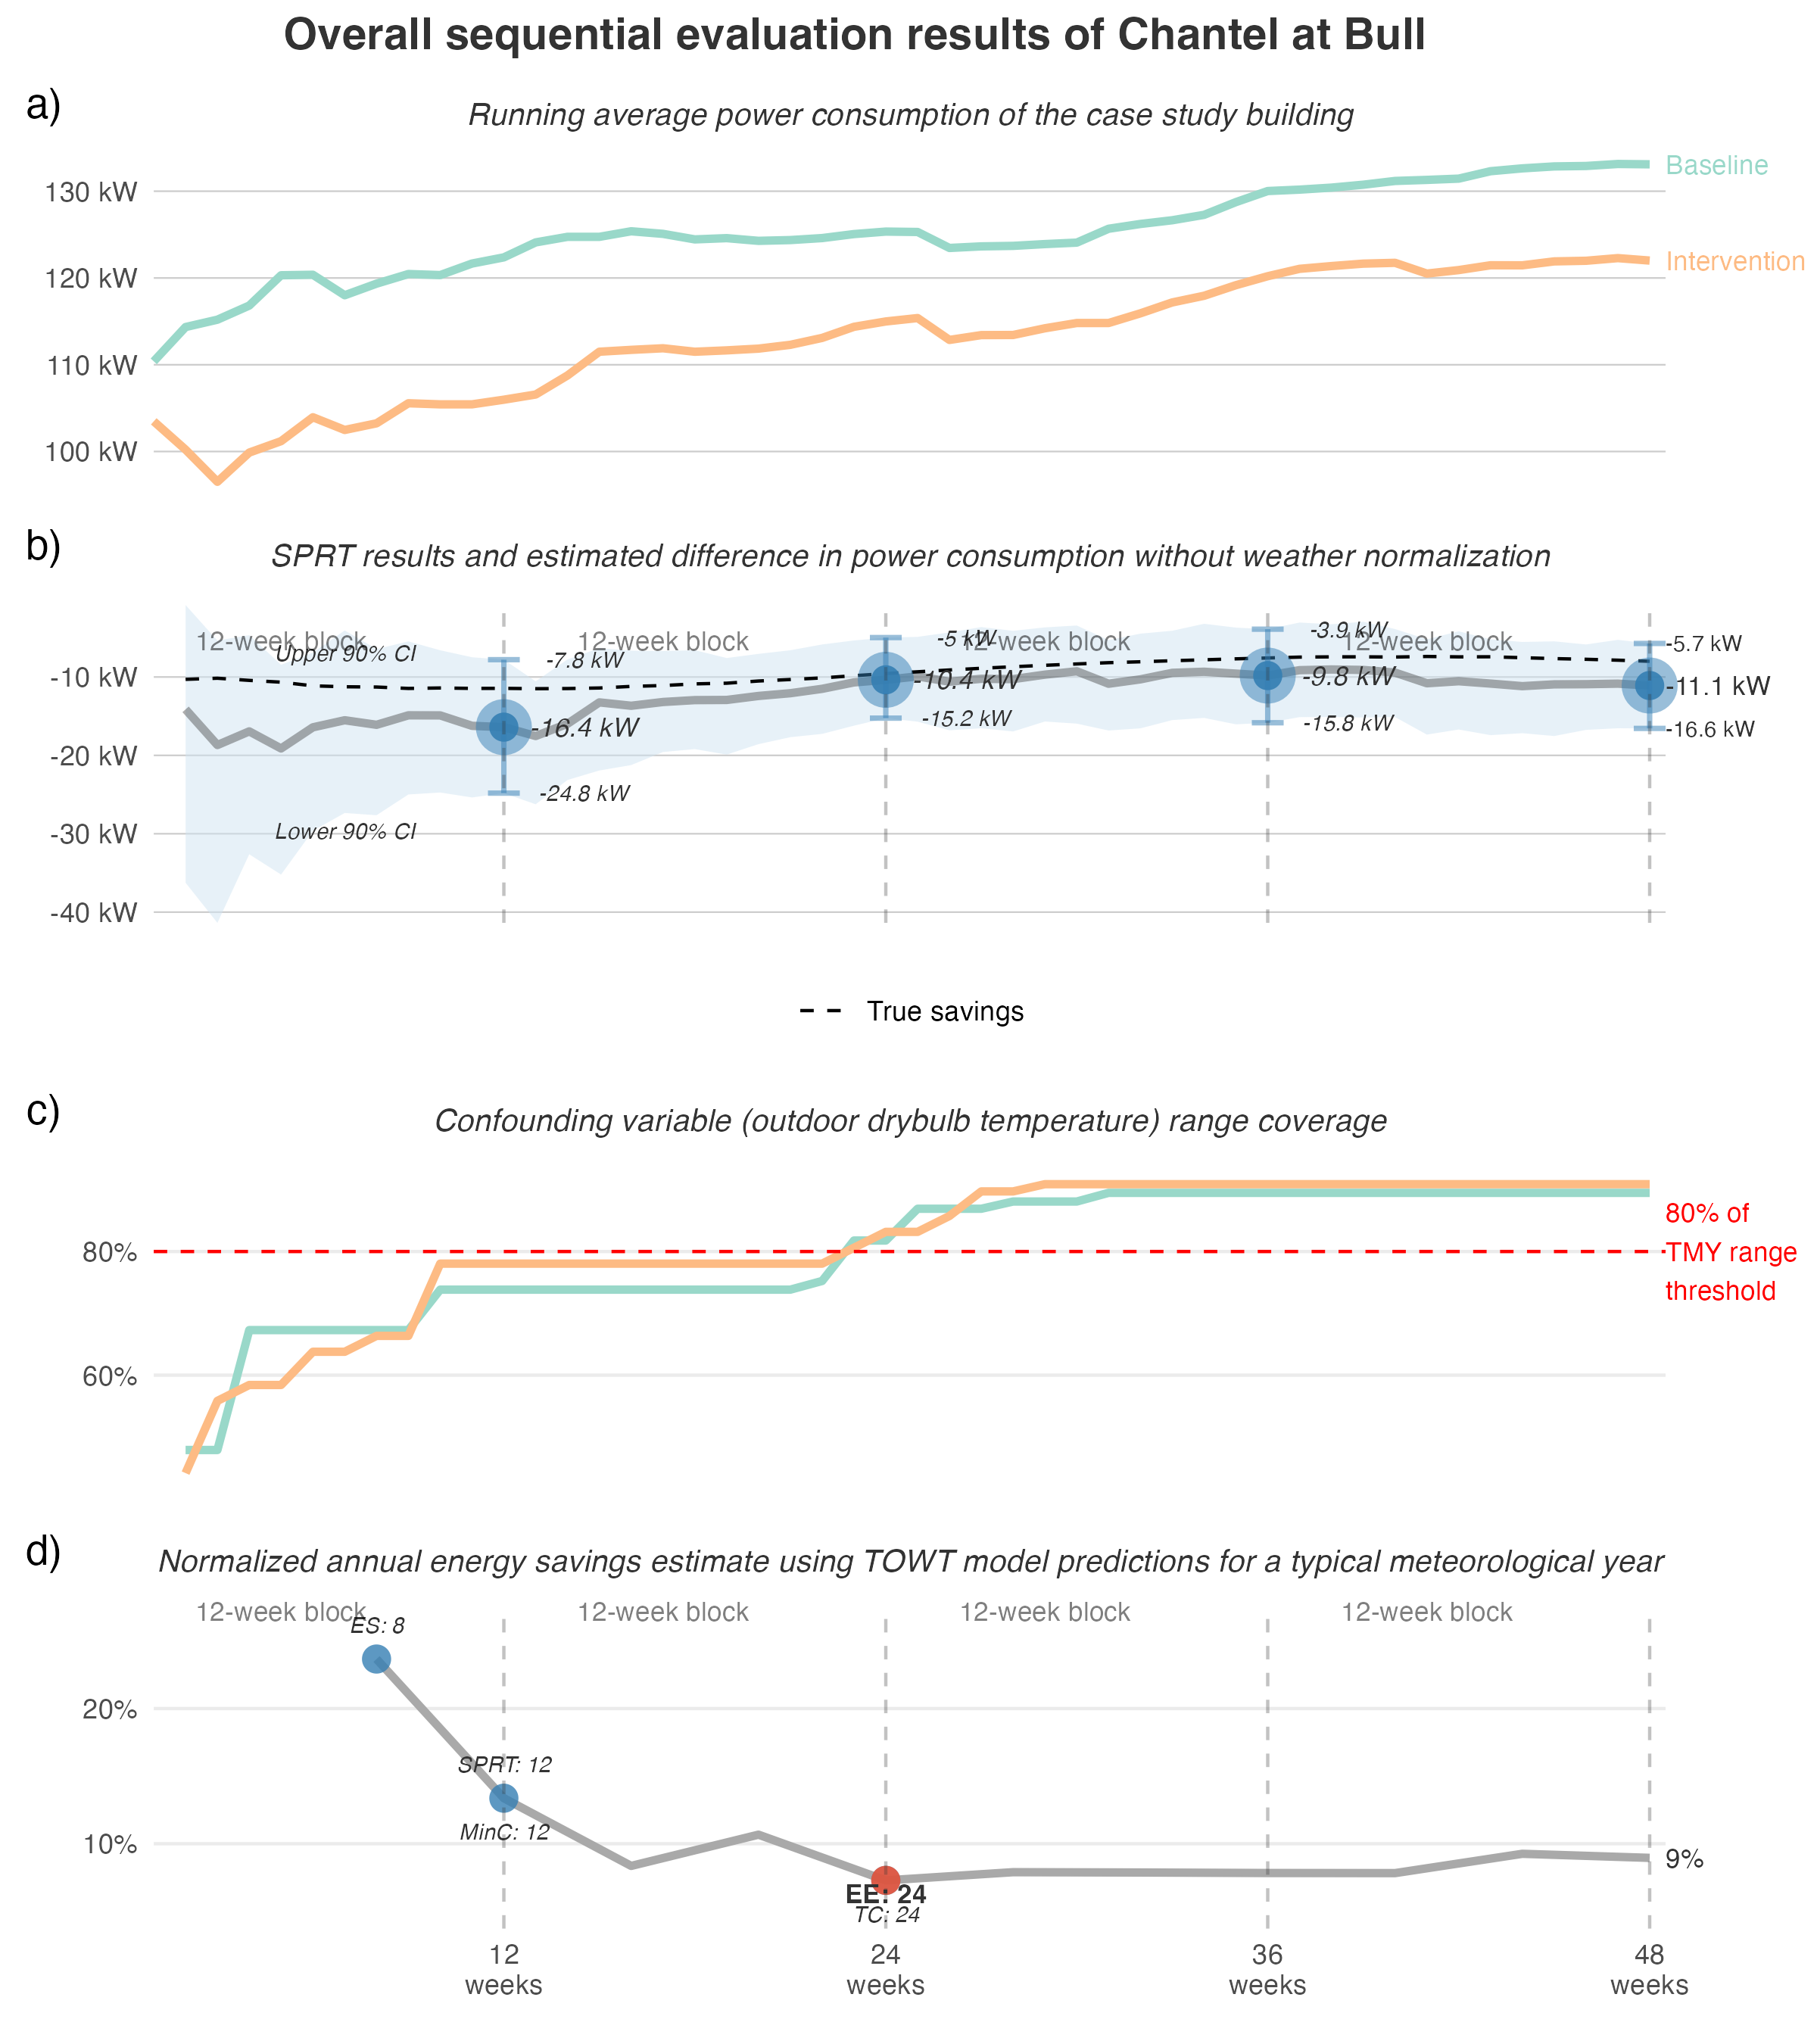 Overall sequential evaluation results of Chantel at Bull
a)
Running average power consumption of the case study building
130 kW
120 kW
110 kW
100 kW
Baseline
Intervention
b)
SPRT results and estimated difference in power consumption without weather normalization
12-week block
12-week block
12-week block
12-week block
Upper 90% CI
Lower 90% CI
-10 kW
-20 kW
-30 kW
-40 kW
-7.8 kW
-16.4 kW
-24.8 kW
-5 kW
-10.4 kW
-15.2 kW
-3.9 kW
-9.8 kW
-15.8 kW
-5.7 kW
-11.1 kW
-16.6 kW
True savings
c)
Confounding variable (outdoor drybulb temperature) range coverage
80%
60%
80% of
TMY range
threshold
d)
Normalized annual energy savings estimate using TOWT model predictions for a typical meteorological year
12-week block
12-week block
12-week block
12-week block
ES: 8
20%
SPRT: 12
MinC: 12
10%
EE: 24
TC: 24
9%
12
weeks
24
weeks
36
weeks
48
weeks